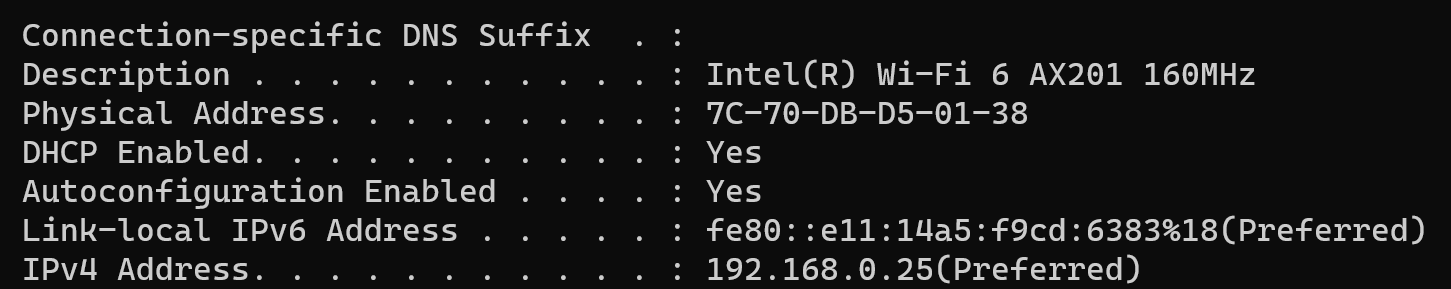 Connection-specific DNS Suffix  . :
Description . . . . . . . . . . . : Intel(R) Wi-Fi 6 AX201 160MHz
Physical Address. . . . . . . . . : 7C-70-DB-D5-01-38
DHCP Enabled. . . . . . . . . . . : Yes
Autoconfiguration Enabled . . . . : Yes
Link-local IPv6 Address . . . . . : fe80::e11:14a5:f9cd:6383%18(Preferred)
IPv4 Address. . . . . . . . . . . : 192.168.0.25(Preferred)